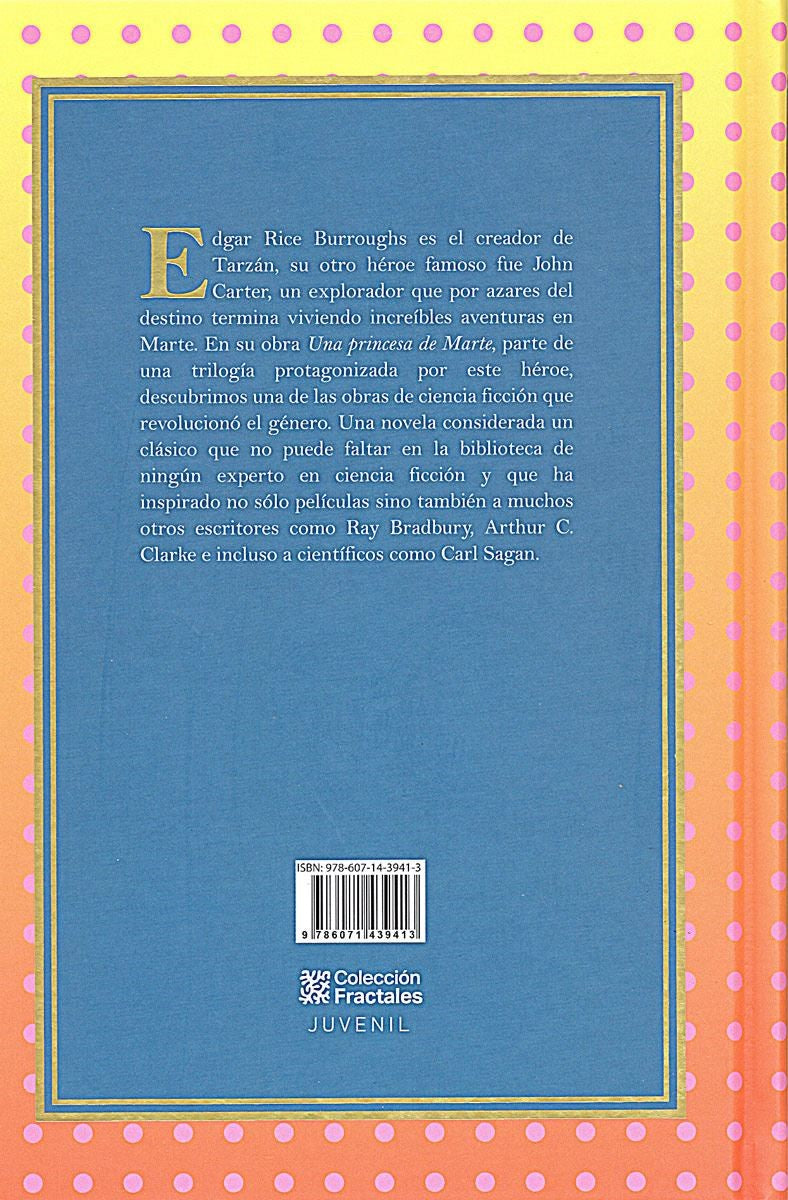 Edgar Rice Burroughs es el creador de
Tarzán, su otro héroe famoso fue John
Carter, un explorador que por azares del
destino termina viviendo increíbles aventuras en
Marte. En su obra Una princesa de Marte, parte de
una trilogía protagonizada por este héroe,
descubrimos una de las obras de ciencia ficción que
revolucionó el género. Una novela considerada un
clásico que no puede faltar en la biblioteca de
ningún experto en ciencia ficción y que ha
inspirado no sólo películas sino también a muchos
otros escritores como Ray Bradbury, Arthur C.
Clarke e incluso a científicos como Carl Sagan.
ISBN: 978-607-14-3941-3
9 786071 439413
Colección
Fractales
JUVENIL